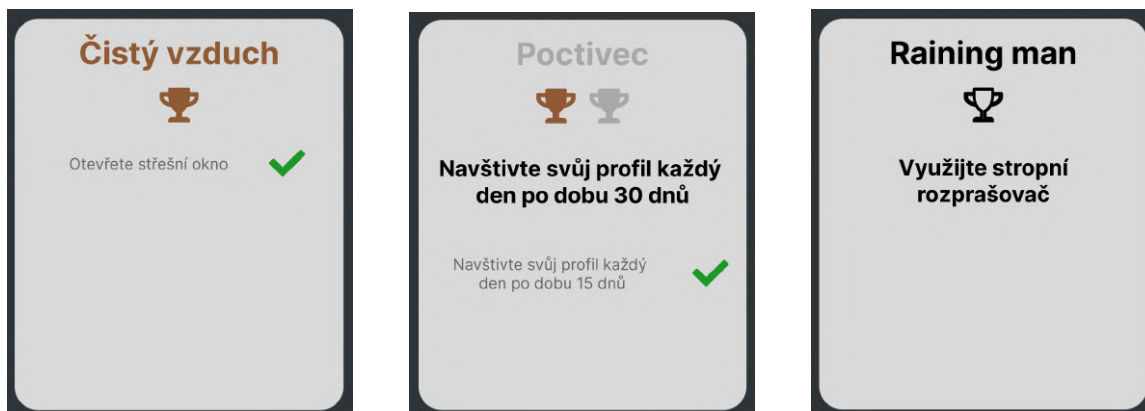 Čistý vzduch
Otevřete střešní okno
Poctivec
Navštivte svůj profil každý
den po dobu 30 dnů
Navštivte svůj profil každý
den po dobu 15 dnů
Raining man
Využijte stropní
rozprašovač